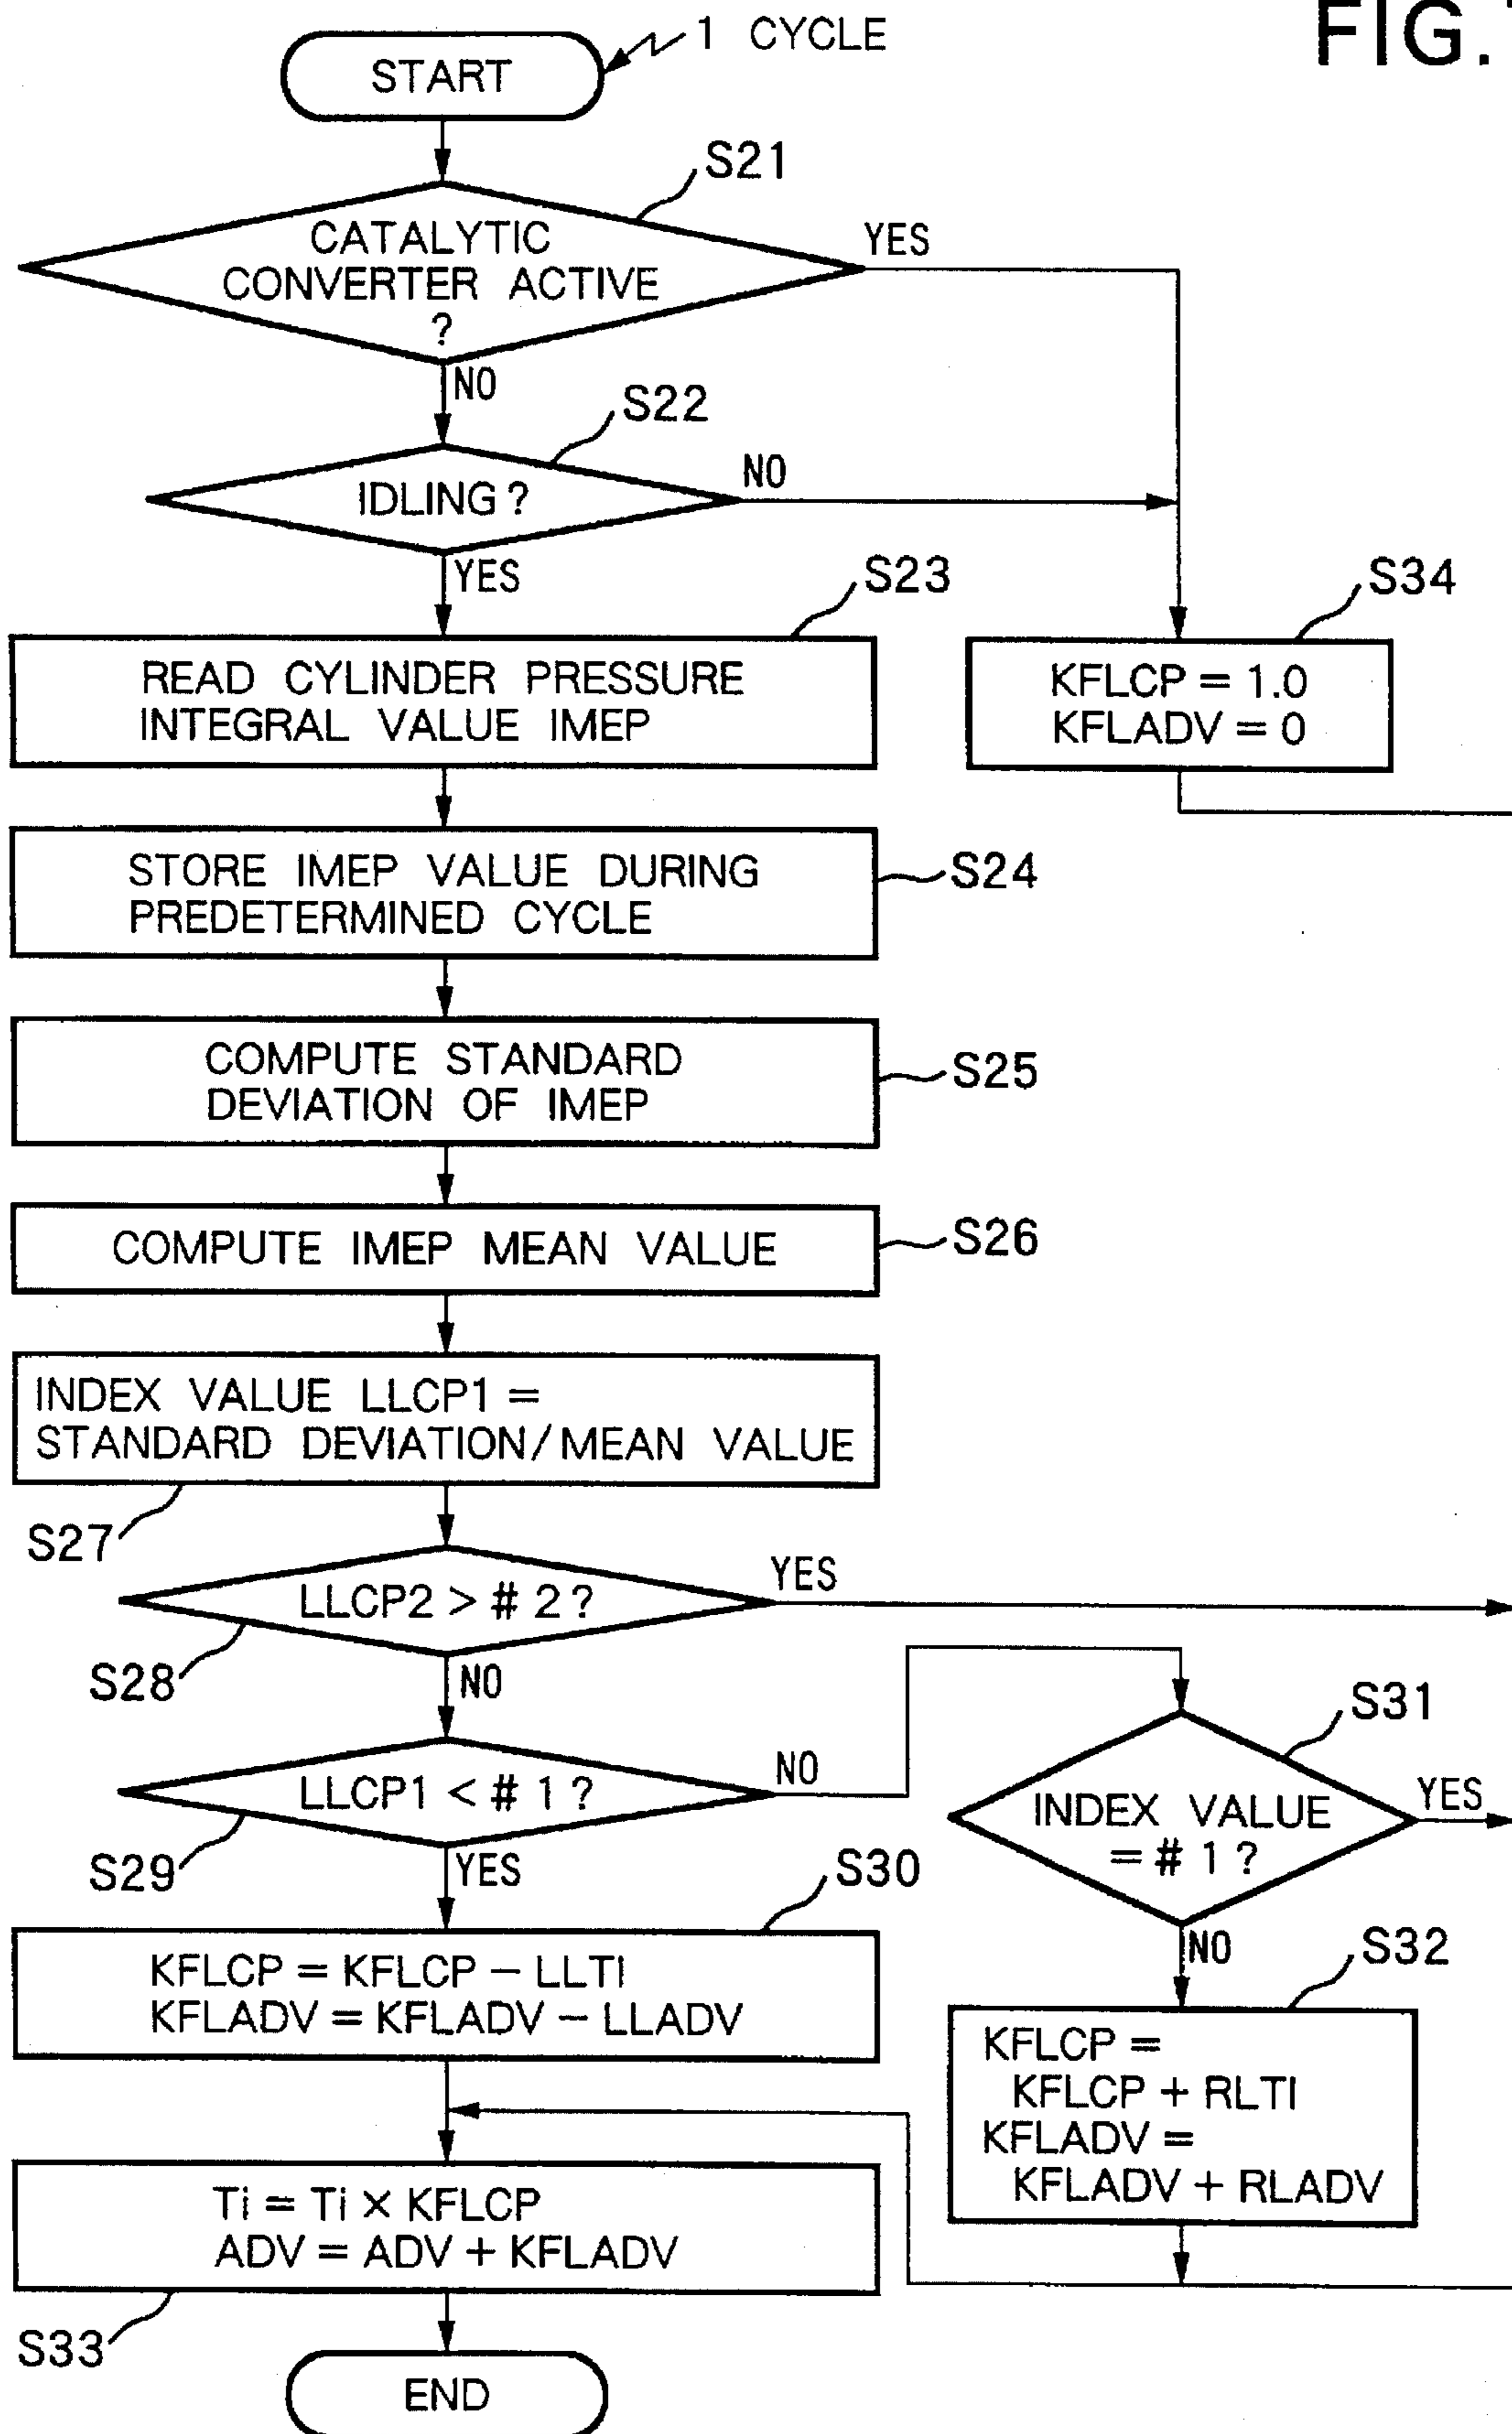 FIG.
1 CYCLE
START
S21
CATALYTIC
CONVERTER ACTIVE
?
YES
NO
S22
IDLING?
NO
YES
S23
READ CYLINDER PRESSURE
INTEGRAL VALUE IMEP
S34
KFLCP = 1.0
KFLADV = 0
STORE IMEP VALUE DURING
PREDETERMINED CYCLE
S24
COMPUTE STANDARD
DEVIATION OF IMEP
S25
COMPUTE IMEP MEAN VALUE
S26
INDEX VALUE LLCP1 =
STANDARD DEVIATION/MEAN VALUE
S27
LLCP2 > # 2?
YES
S28
NO
LLCP1 < # 1?
NO
S29
YES
S31
INDEX VALUE
= # 1?
YES
NO
S30
KFLCP = KFLCP − LLTI
KFLADV = KFLADV − LLADV
S32
KFLCP =
KFLCP + RLTI
KFLADV =
KFLADV + RLADV
Ti = Ti × KFLCP
ADV = ADV + KFLADV
S33
END